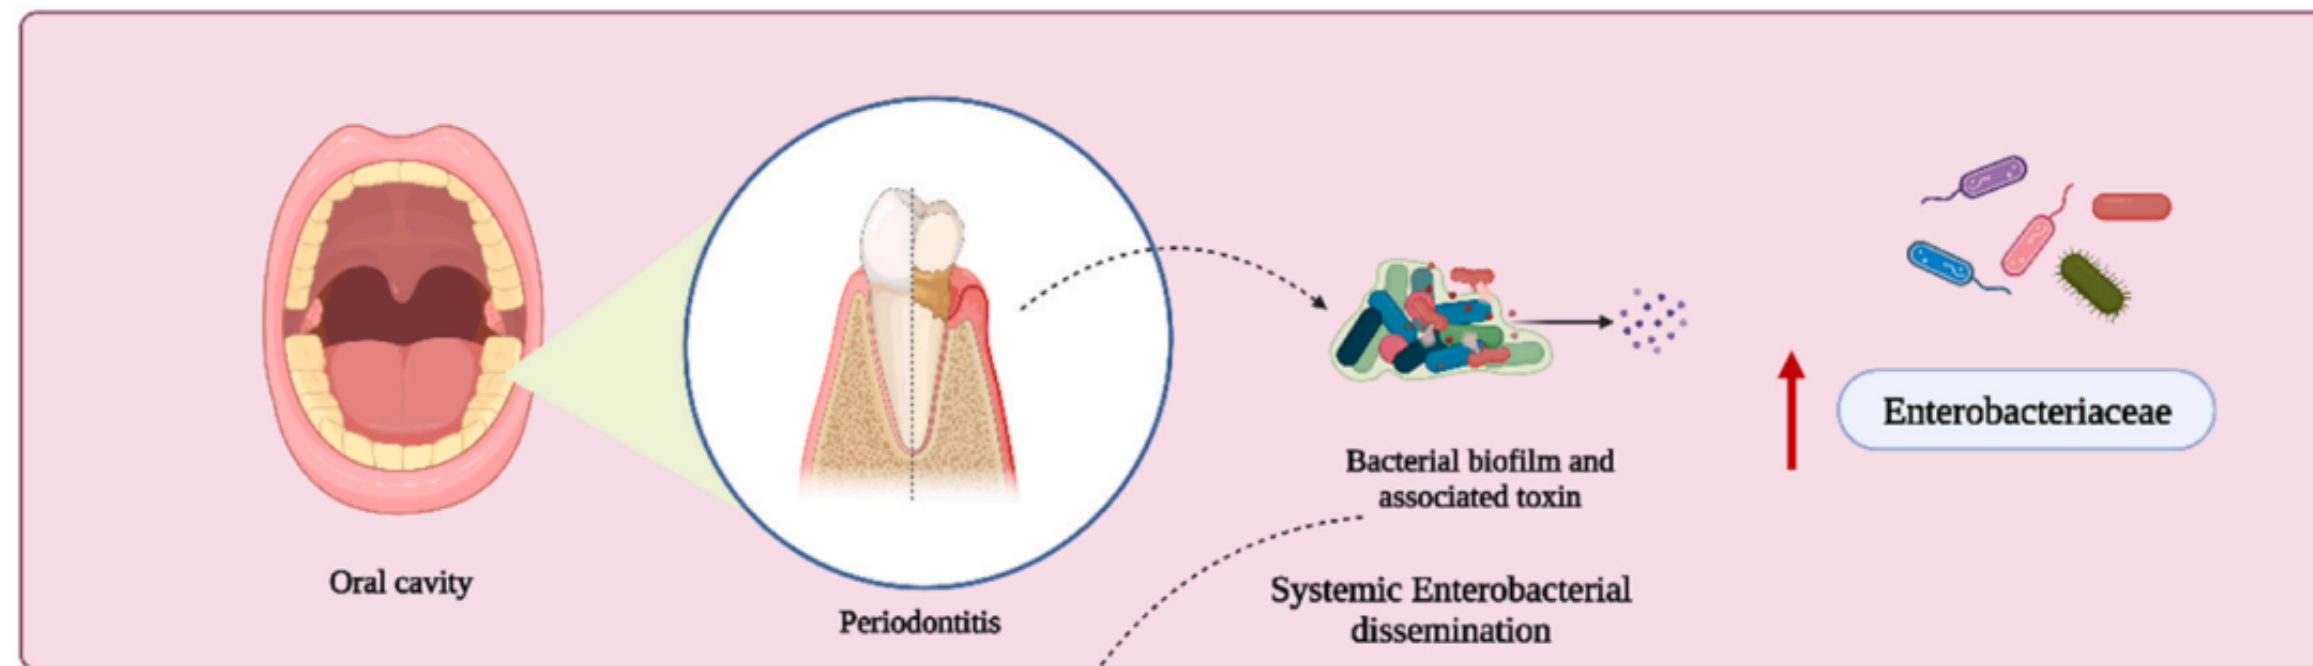 Oral cavity
Periodontitis
Bacterial biofilm and
associated toxin
Systemic Enterobacterial
dissemination
Enterobacteriaceae